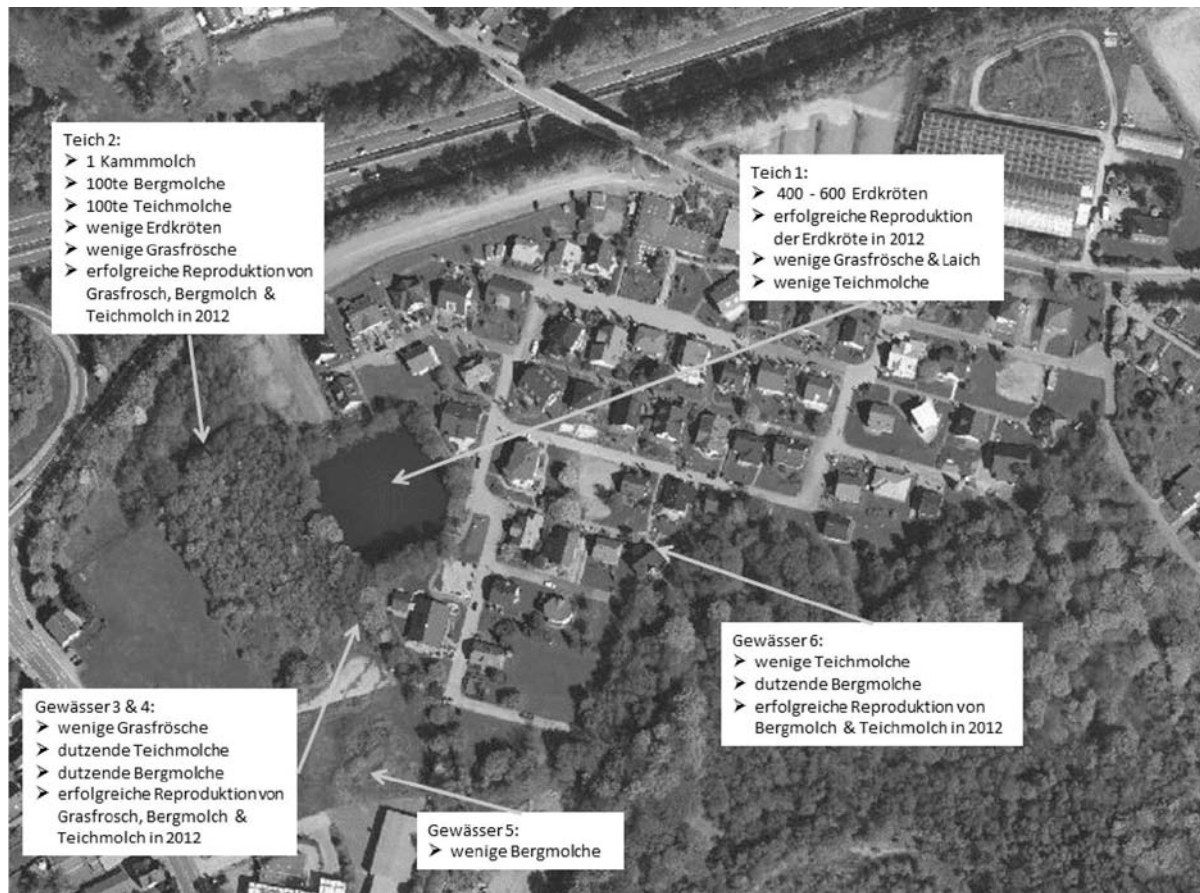 Teich 2:
➤ 1 Kammmolch
➤ 100te Bergmolche
➤ 100te Teichmolche
➤ wenige Erdkröten
➤ wenige Grasfrösche
➤ erfolgreiche Reproduktion von
Grasfrosch, Bergmolch &
Teichmolch in 2012
Teich 1:
➤ 400 - 600 Erdkröten
➤ erfolgreiche Reproduktion
der Erdkröte in 2012
➤ wenige Grasfrösche & Laich
➤ wenige Teichmolche
Gewässer 6:
➤ wenige Teichmolche
➤ dutzende Bergmolche
➤ erfolgreiche Reproduktion von
Bergmolch & Teichmolch in 2012
Gewässer 3 & 4:
➤ wenige Grasfrösche
➤ dutzende Teichmolche
➤ dutzende Bergmolche
➤ erfolgreiche Reproduktion von
Grasfrosch, Bergmolch &
Teichmolch in 2012
Gewässer 5:
➤ wenige Bergmolche